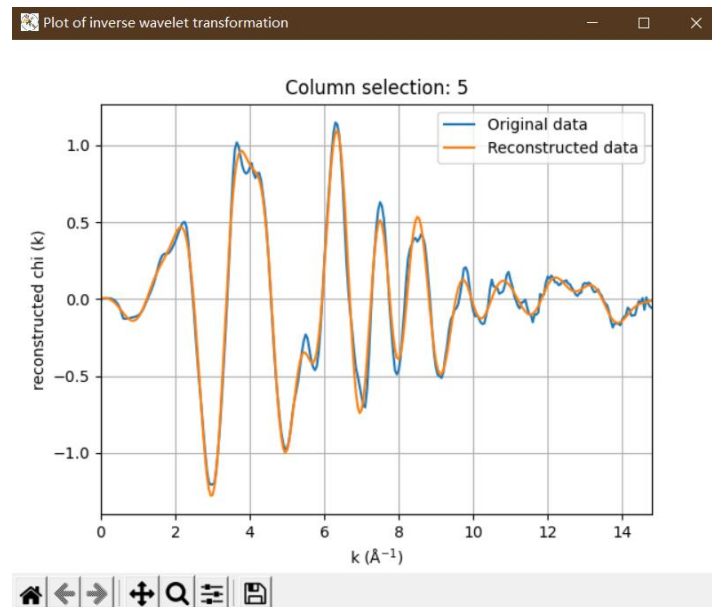 Plot of inverse wavelet transformation
Column selection: 5
Original data
Reconstructed data
1.0
0.5
0.0
−0.5
−1.0
reconstructed chi (k)
0 2 4 6 8 10 12 14
k (Å⁻¹)